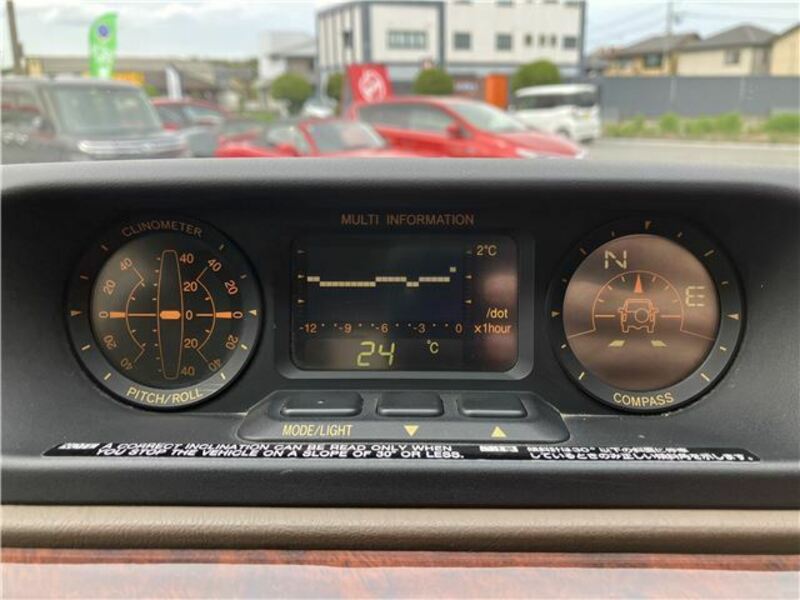 CLINOMETER
40 40 40
20 20
0 0
20 20
40 40 40
PITCH/ROLL
MULTI INFORMATION
2°C
/dot
-12 -9 -6 -3 0 x1hour
24 °C
N
E
COMPASS
MODE/LIGHT ▼ ▲
A CORRECT INCLINATION CAN BE READ ONLY WHEN
YOU STOP THE VEHICLE ON A SLOPE OF 30° OR LESS.